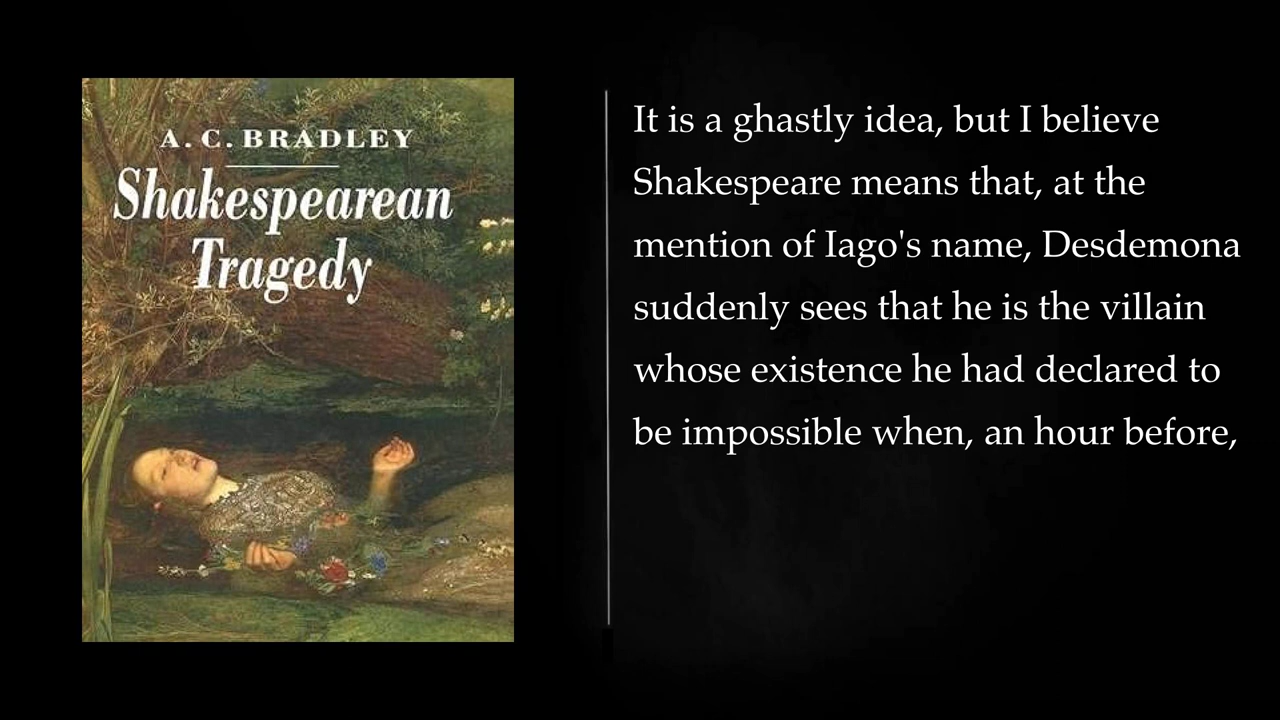 A. C. BRADLEY
Shakespearean
Tragedy
It is a ghastly idea, but I believe
Shakespeare means that, at the
mention of Iago's name, Desdemona
suddenly sees that he is the villain
whose existence he had declared to
be impossible when, an hour before,